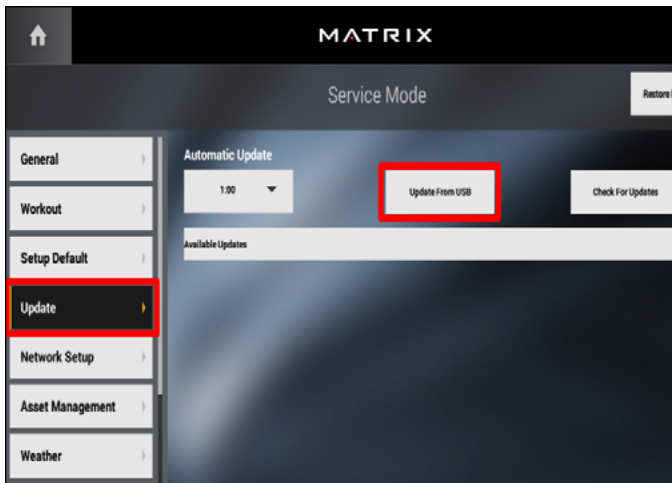 MATRIX
Service Mode
Restore
General
Automatic Update
1:00
Update From USB
Check For Updates
Workout
Available Updates
Setup Default
Update
Network Setup
Asset Management
Weather